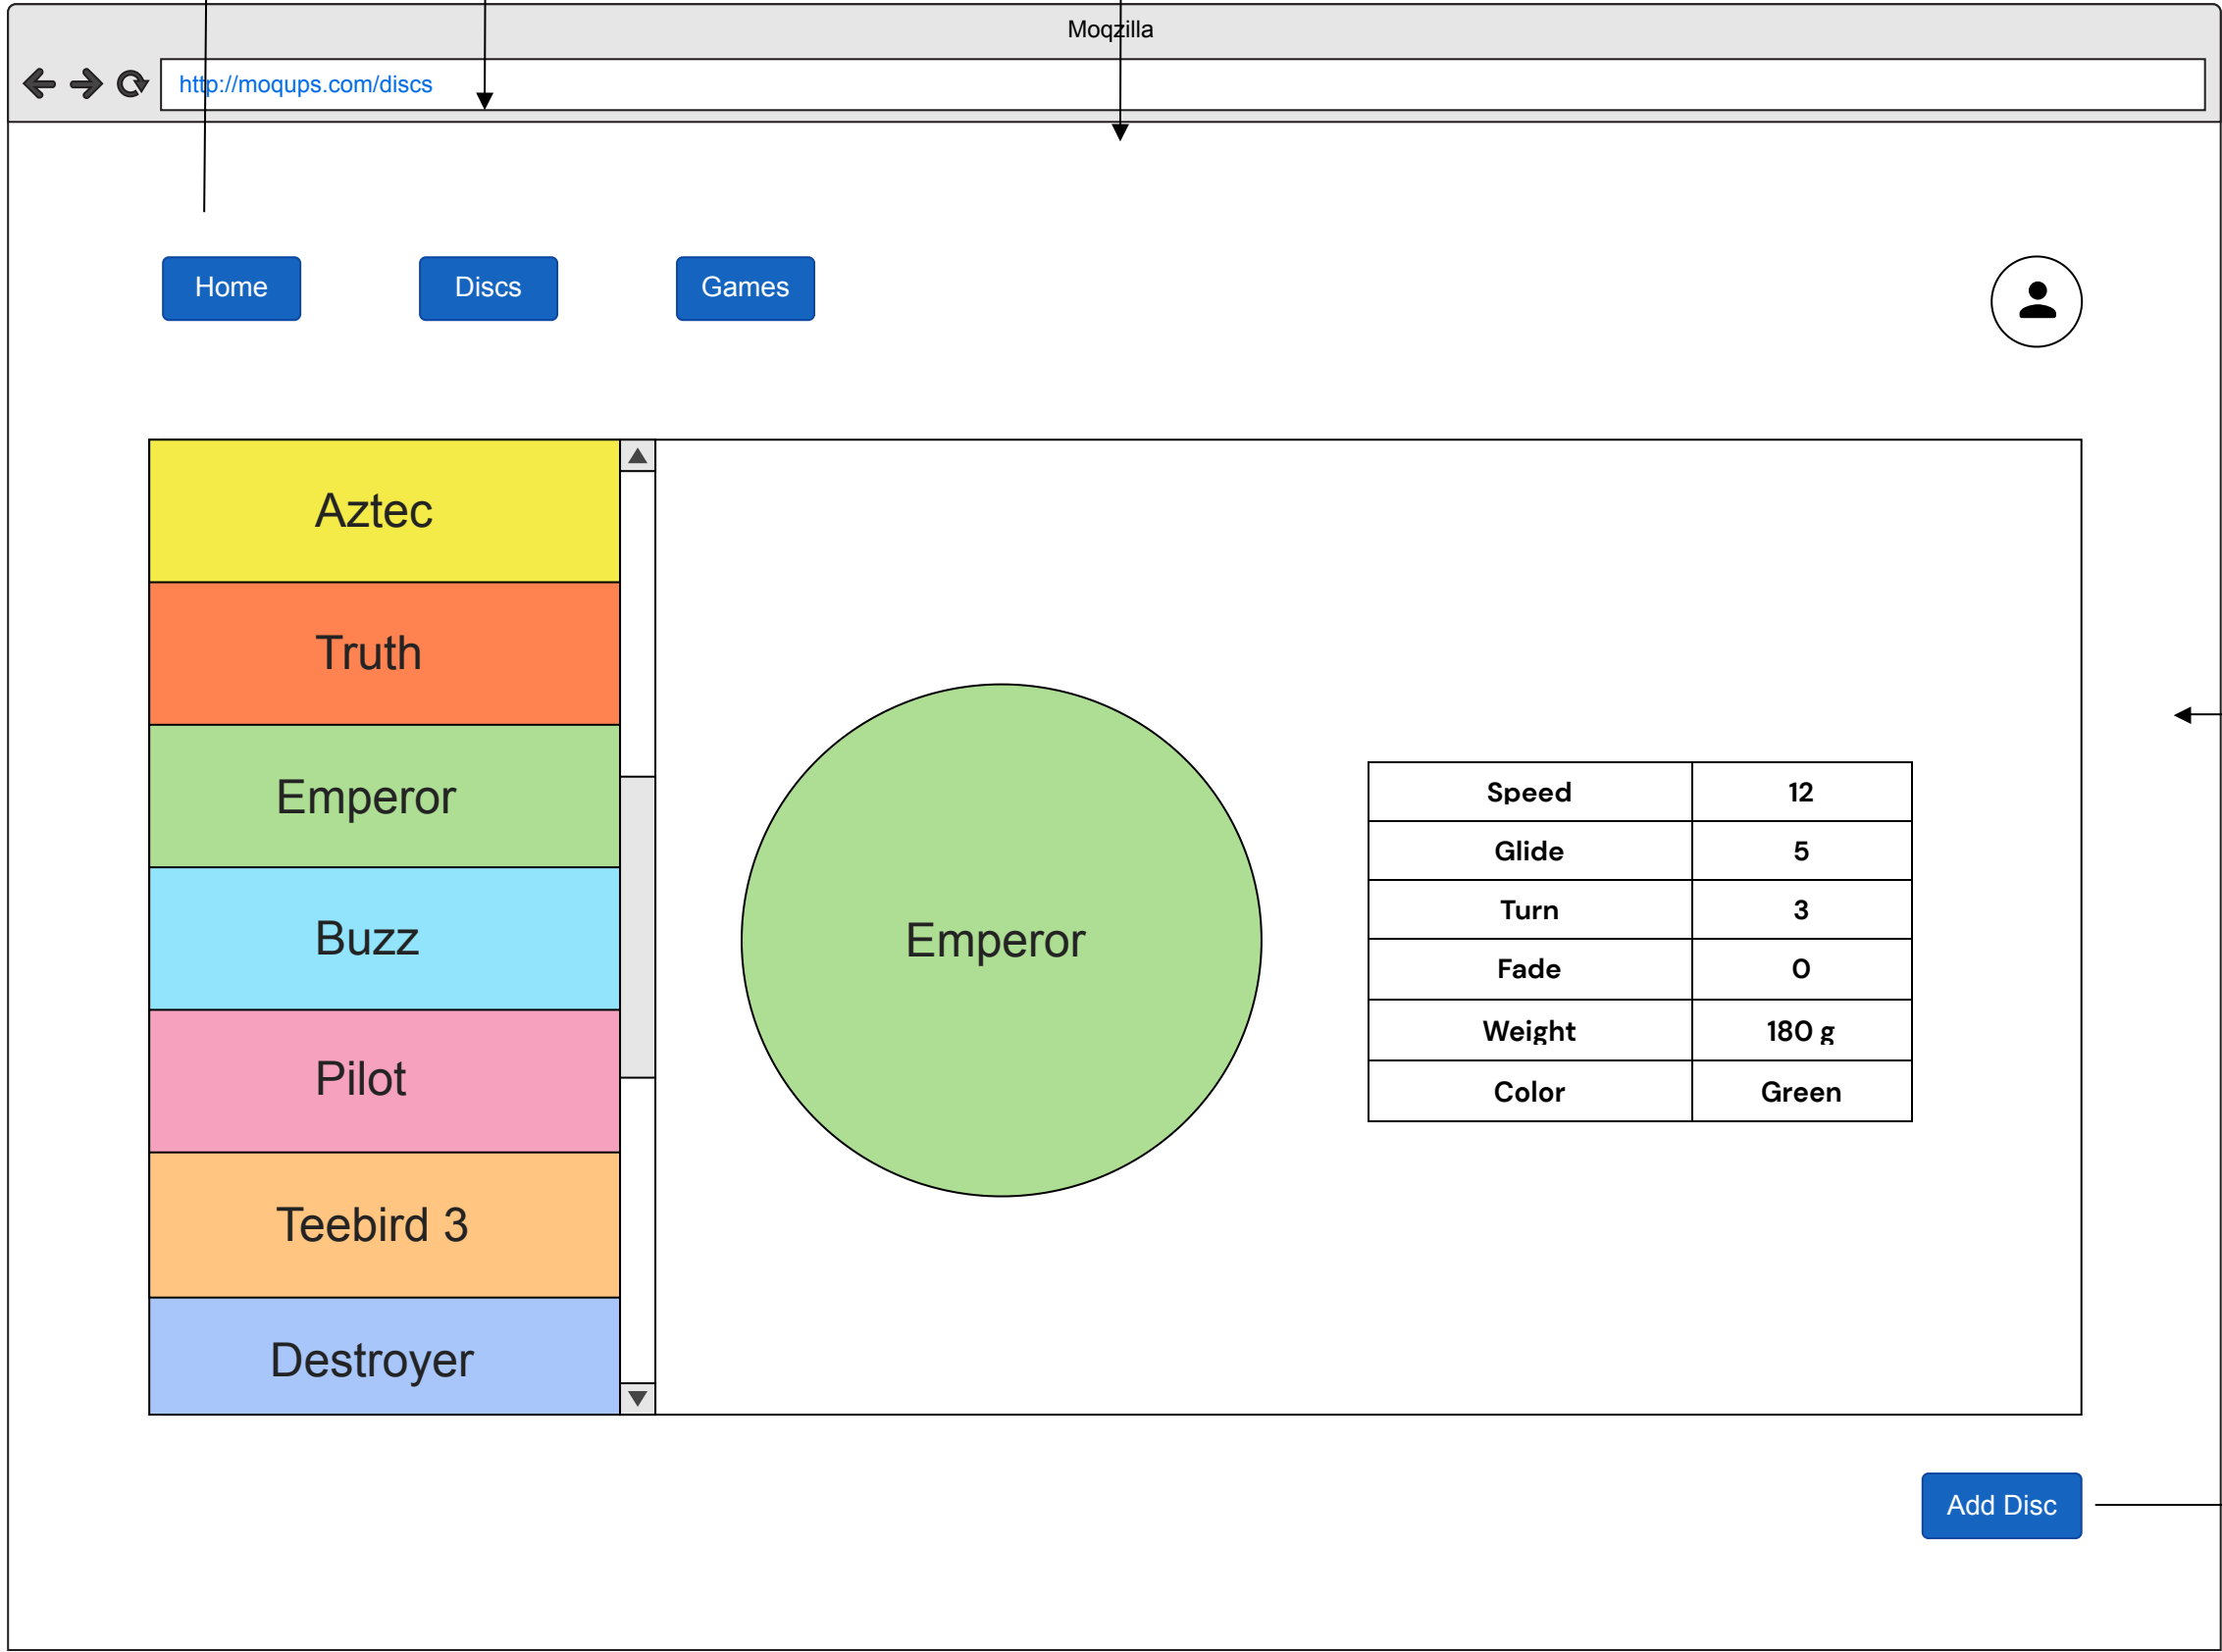 Moqzilla
http://moqups.com/discs
Home
Discs
Games
Aztec
Truth
Emperor
Buzz
Pilot
Teebird 3
Destroyer
Emperor
Speed 12
Glide 5
Turn 3
Fade 0
Weight 180 g
Color Green
Add Disc